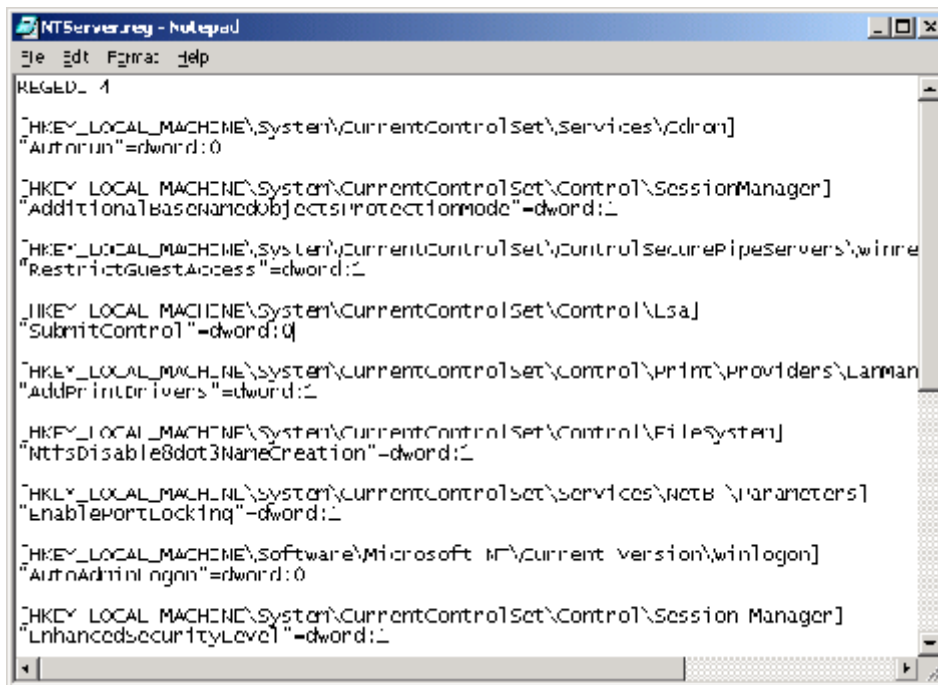 NTServer.reg - Notepad
File Edit Format Help
REGEDIT4
[HKEY_LOCAL_MACHINE\System\CurrentControlSet\Services\Cdrom]
"Autorun"=dword:0
[HKEY_LOCAL_MACHINE\System\CurrentControlSet\Control\SessionManager]
"AdditionalBaseNamedObjectsProtectionMode"=dword:1
[HKEY_LOCAL_MACHINE\System\CurrentControlSet\ControlSecurePipeServers\winre
"RestrictGuestAccess"=dword:1
[HKEY_LOCAL_MACHINE\System\CurrentControlSet\Control\Lsa]
"SubmitControl"=dword:0
[HKEY_LOCAL_MACHINE\System\CurrentControlSet\Control\Print\Providers\LanMan
"AddPrintDrivers"=dword:1
[HKEY_LOCAL_MACHINE\System\CurrentControlSet\Control\FileSystem]
"NtfsDisable8dot3NameCreation"=dword:1
[HKEY_LOCAL_MACHINE\System\CurrentControlSet\Services\NetBT\Parameters]
"EnablePortLocking"=dword:1
[HKEY_LOCAL_MACHINE\Software\Microsoft NT\Current Version\winlogon]
"AutoAdminLogon"=dword:0
[HKEY_LOCAL_MACHINE\System\CurrentControlSet\Control\Session Manager]
"EnhancedSecurityLevel"=dword:1